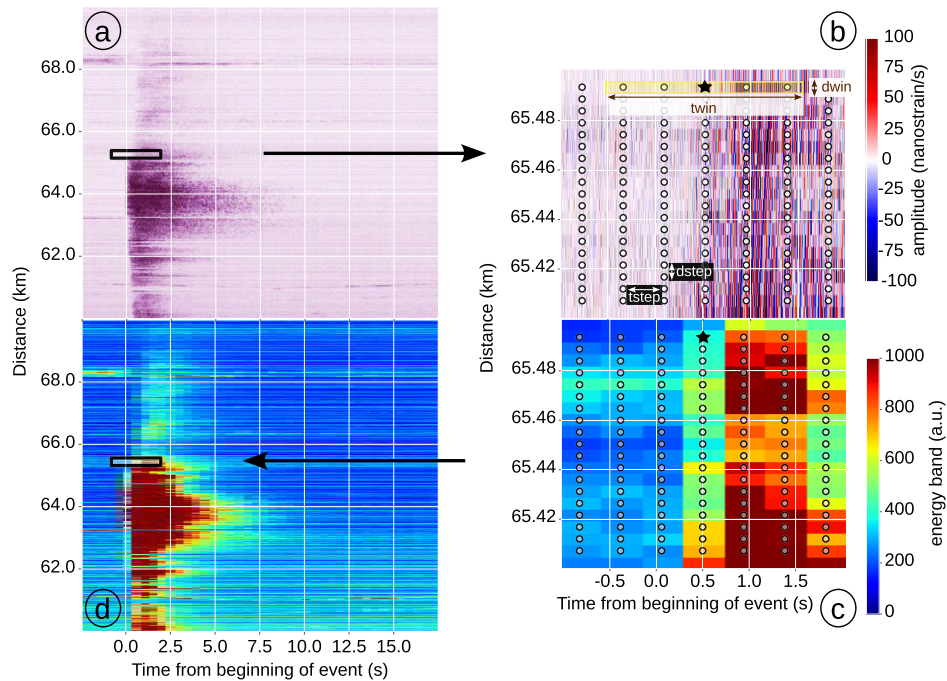 a
68.0
66.0
64.0
62.0
Distance (km)
b
twin
dwin
65.48
65.46
65.44
65.42
dstep
tstep
Distance (km)
100
75
50
25
0
-25
-50
-75
-100
amplitude (nanostrain/s)
68.0
66.0
64.0
62.0
d
0.0 2.5 5.0 7.5 10.0 12.5 15.0
Time from beginning of event (s)
65.48
65.46
65.44
65.42
-0.5 0.0 0.5 1.0 1.5
Time from beginning of event (s)
c
1000
800
600
400
200
0
energy band (a.u.)